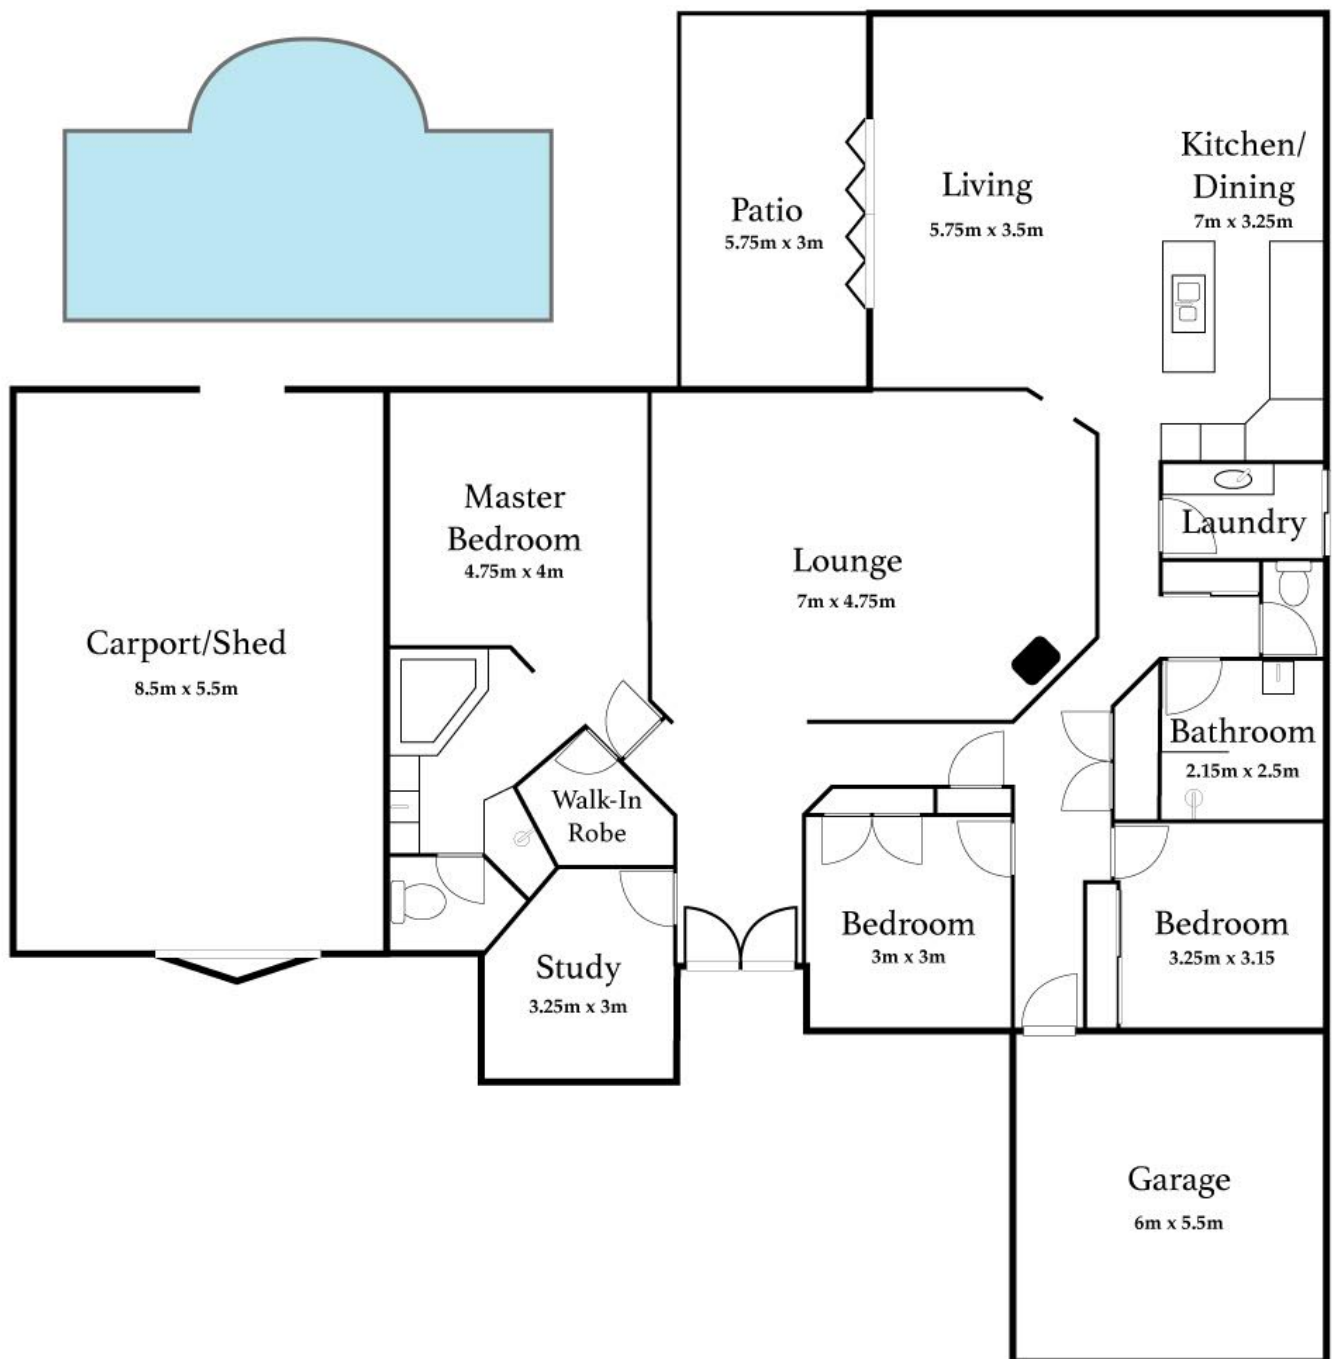 Kitchen/
Dining
7m x 3.25m
Living
5.75m x 3.5m
Patio
5.75m x 3m
Master
Bedroom
4.75m x 4m
Laundry
Lounge
7m x 4.75m
Carport/Shed
8.5m x 5.5m
Bathroom
2.15m x 2.5m
Walk-In
Robe
Bedroom
3m x 3m
Bedroom
3.25m x 3.15
Study
3.25m x 3m
Garage
6m x 5.5m